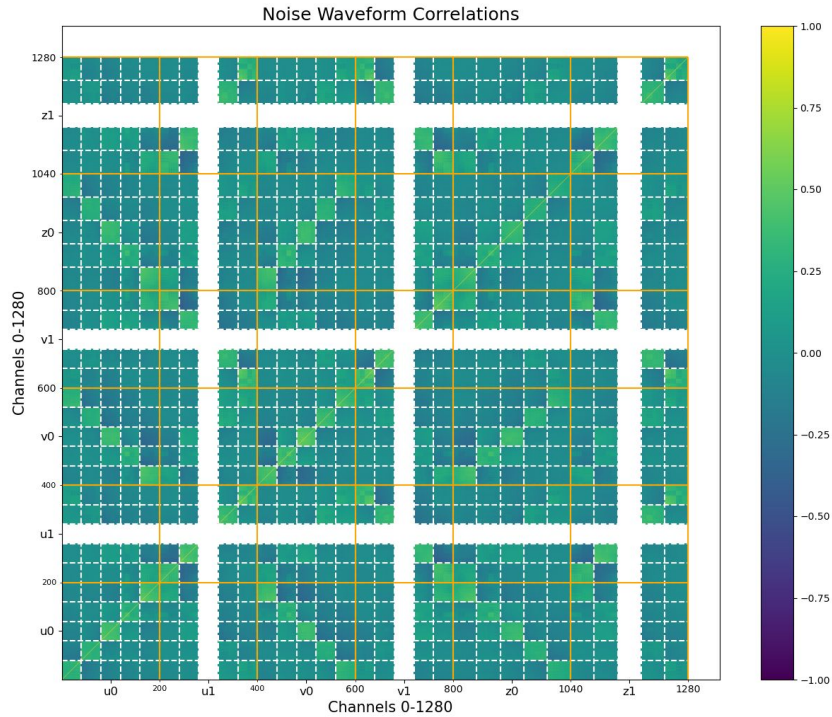 Noise Waveform Correlations
1280
z1
1040
z0
800
v1
600
v0
400
u1
200
u0
Channels 0-1280
u0 200 u1 400 v0 600 v1 800 z0 1040 z1 1280
Channels 0-1280
1.00
0.75
0.50
0.25
0.00
−0.25
−0.50
−0.75
−1.00